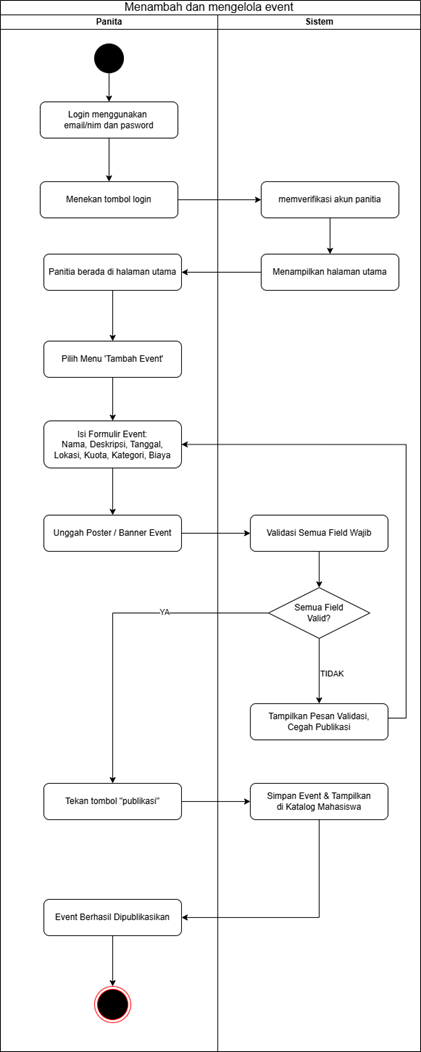 Menambah dan mengelola event
Panita
Sistem
Login menggunakan
email/nim dan pasword
Menekan tombol login
memverifikasi akun panitia
Panitia berada di halaman utama
Menampilkan halaman utama
Pilih Menu 'Tambah Event'
Isi Formulir Event:
Nama, Deskripsi, Tanggal,
Lokasi, Kuota, Kategori, Biaya
Unggah Poster / Banner Event
Validasi Semua Field Wajib
Semua Field
Valid?
YA
TIDAK
Tampilkan Pesan Validasi,
Cegah Publikasi
Tekan tombol "publikasi"
Simpan Event & Tampilkan
di Katalog Mahasiswa
Event Berhasil Dipublikasikan